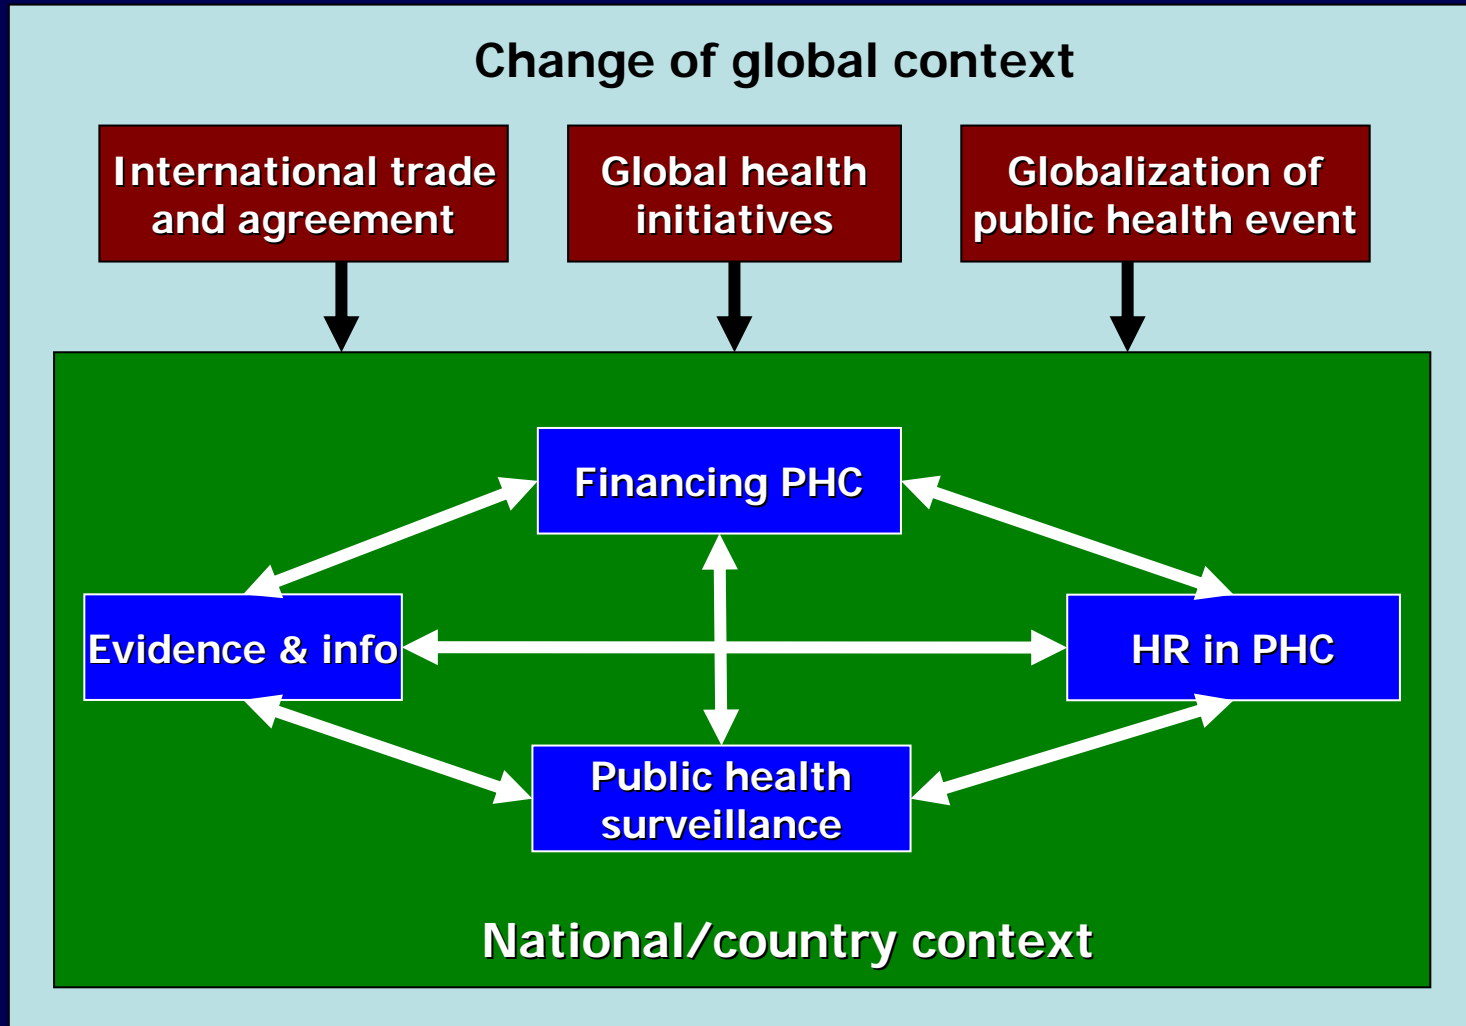 Change of global context
International trade
and agreement
Global health
initiatives
Globalization of
public health event
Financing PHC
Evidence & info
HR in PHC
Public health
surveillance
National/country context